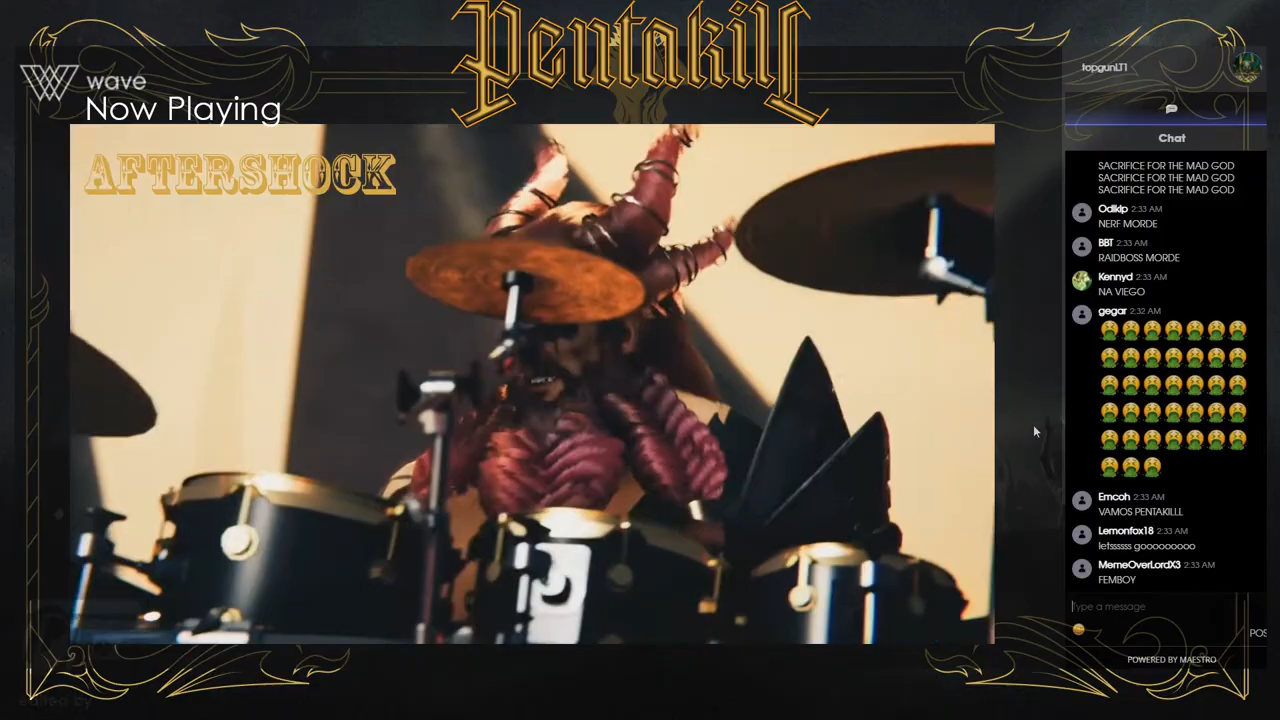 Pentakill
wave
Now Playing
AFTERSHOCK
topgunLT1
Chat
SACRIFICE FOR THE MAD GOD
SACRIFICE FOR THE MAD GOD
SACRIFICE FOR THE MAD GOD
Odikip 2:33 AM
NERF MORDE
BBT 2:33 AM
RAIDBOSS MORDE
Kennyd 2:33 AM
NA VIEGO
gegar 2:32 AM
Emcoh 2:33 AM
VAMOS PENTAKILLL
Lemonfox18 2:33 AM
letsssss gooooooooo
MemeOverLordX3 2:33 AM
FEMBOY
Type a message
POS
POWERED BY MAESTRO